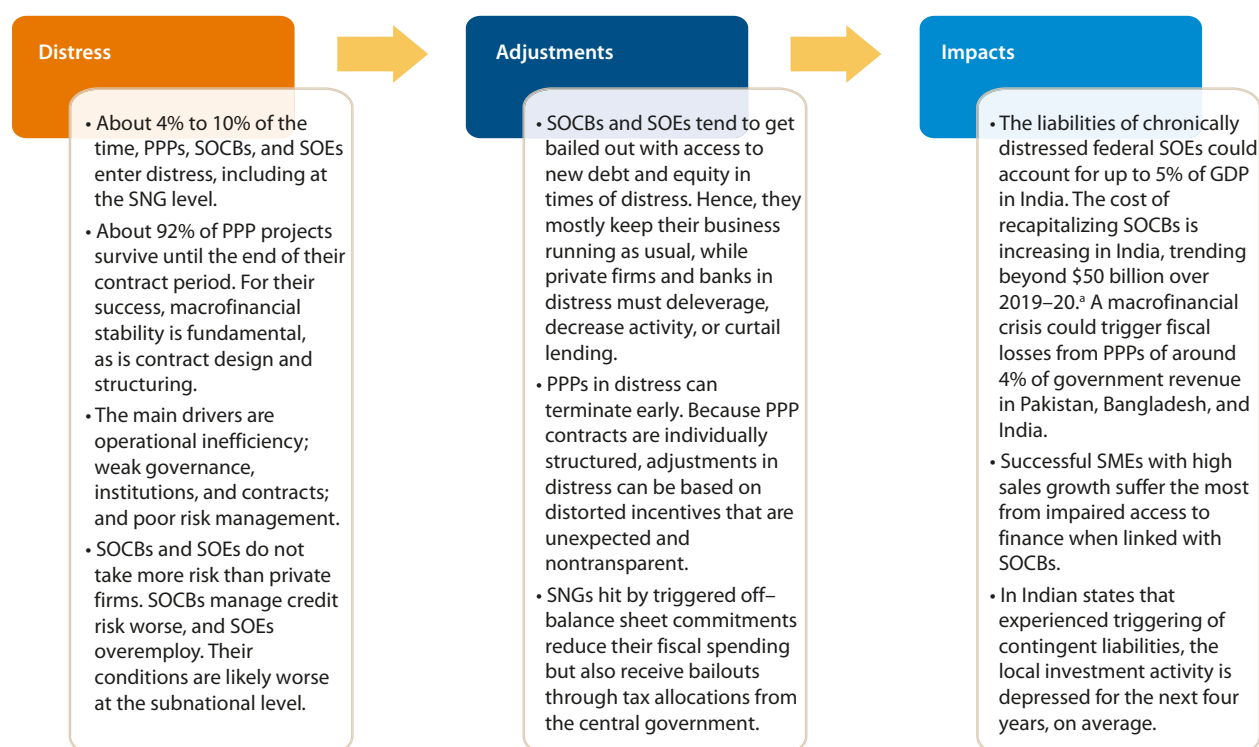 Distress
• About 4% to 10% of the
time, PPPs, SOCBs, and SOEs
enter distress, including at
the SNG level.
• About 92% of PPP projects
survive until the end of their
contract period. For their
success, macrofinancial
stability is fundamental,
as is contract design and
structuring.
• The main drivers are
operational inefficiency;
weak governance,
institutions, and contracts;
and poor risk management.
• SOCBs and SOEs do not
take more risk than private
firms. SOCBs manage credit
risk worse, and SOEs
overemploy. Their
conditions are likely worse
at the subnational level.
Adjustments
• SOCBs and SOEs tend to get
bailed out with access to
new debt and equity in
times of distress. Hence, they
mostly keep their business
running as usual, while
private firms and banks in
distress must deleverage,
decrease activity, or curtail
lending.
• PPPs in distress can
terminate early. Because PPP
contracts are individually
structured, adjustments in
distress can be based on
distorted incentives that are
unexpected and
nontransparent.
• SNGs hit by triggered off–
balance sheet commitments
reduce their fiscal spending
but also receive bailouts
through tax allocations from
the central government.
Impacts
• The liabilities of chronically
distressed federal SOEs could
account for up to 5% of GDP
in India. The cost of
recapitalizing SOCBs is
increasing in India, trending
beyond $50 billion over
2019–20.ᵃ A macrofinancial
crisis could trigger fiscal
losses from PPPs of around
4% of government revenue
in Pakistan, Bangladesh, and
India.
• Successful SMEs with high
sales growth suffer the most
from impaired access to
finance when linked with
SOCBs.
• In Indian states that
experienced triggering of
contingent liabilities, the
local investment activity is
depressed for the next four
years, on average.